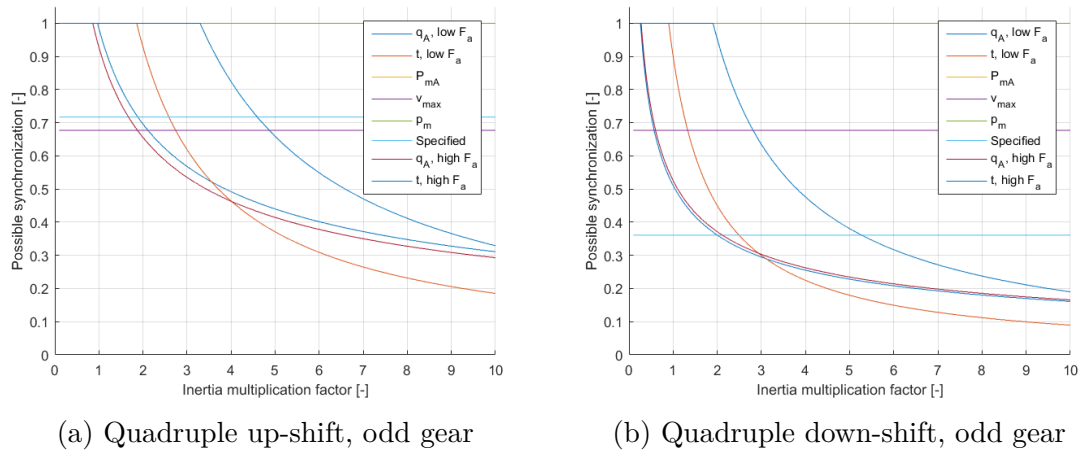 1
0.9
0.8
0.7
0.6
0.5
0.4
0.3
0.2
0.1
0
Possible synchronization [-]
q_A, low F_a
t, low F_a
P_mA
v_max
p_m
Specified
q_A, high F_a
t, high F_a
0 1 2 3 4 5 6 7 8 9 10
Inertia multiplication factor [-]
(a) Quadruple up-shift, odd gear
1
0.9
0.8
0.7
0.6
0.5
0.4
0.3
0.2
0.1
0
Possible synchronization [-]
q_A, low F_a
t, low F_a
P_mA
v_max
p_m
Specified
q_A, high F_a
t, high F_a
0 1 2 3 4 5 6 7 8 9 10
Inertia multiplication factor [-]
(b) Quadruple down-shift, odd gear